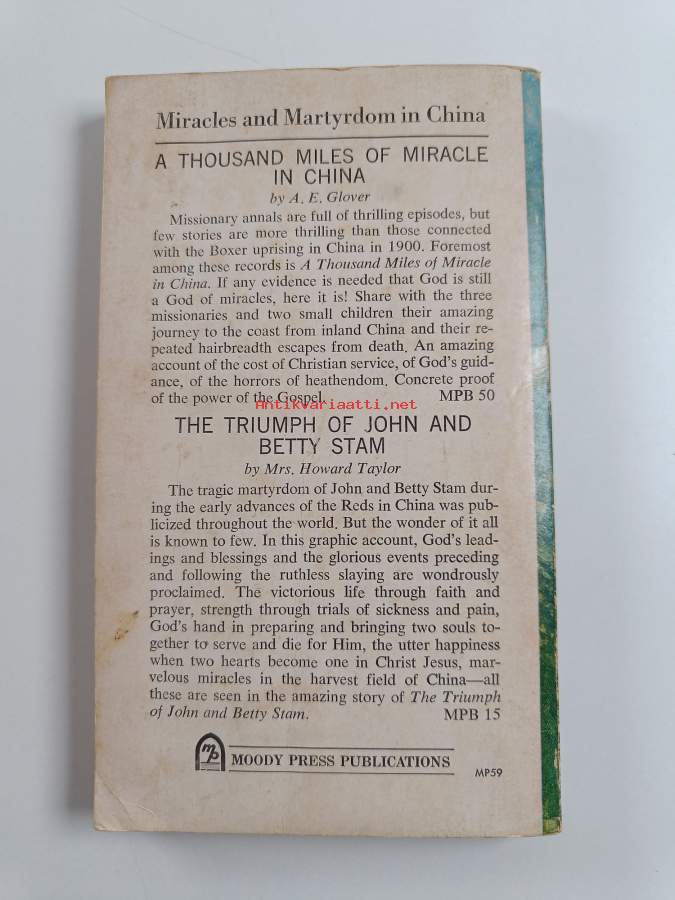 Miracles and Martyrdom in China
A THOUSAND MILES OF MIRACLE
IN CHINA
by A. E. Glover
Missionary annals are full of thrilling episodes, but
few stories are more thrilling than those connected
with the Boxer uprising in China in 1900. Foremost
among these records is A Thousand Miles of Miracle
in China. If any evidence is needed that God is still
a God of miracles, here it is! Share with the three
missionaries and two small children their amazing
journey to the coast from inland China and their re-
peated hairbreadth escapes from death. An amazing
account of the cost of Christian service, of God's guid-
ance, of the horrors of heathendom. Concrete proof
of the power of the Gospel. MPB 50
Antikvariaatti.net
THE TRIUMPH OF JOHN AND
BETTY STAM
by Mrs. Howard Taylor
The tragic martyrdom of John and Betty Stam dur-
ing the early advances of the Reds in China was pub-
licized throughout the world. But the wonder of it all
is known to few. In this graphic account, God's lead-
ings and blessings and the glorious events preceding
and following the ruthless slaying are wondrously
proclaimed. The victorious life through faith and
prayer, strength through trials of sickness and pain,
God's hand in preparing and bringing two souls to-
gether to serve and die for Him, the utter happiness
when two hearts become one in Christ Jesus, mar-
velous miracles in the harvest field of China—all
these are seen in the amazing story of The Triumph
of John and Betty Stam. MPB 15
mp MOODY PRESS PUBLICATIONS
MP59